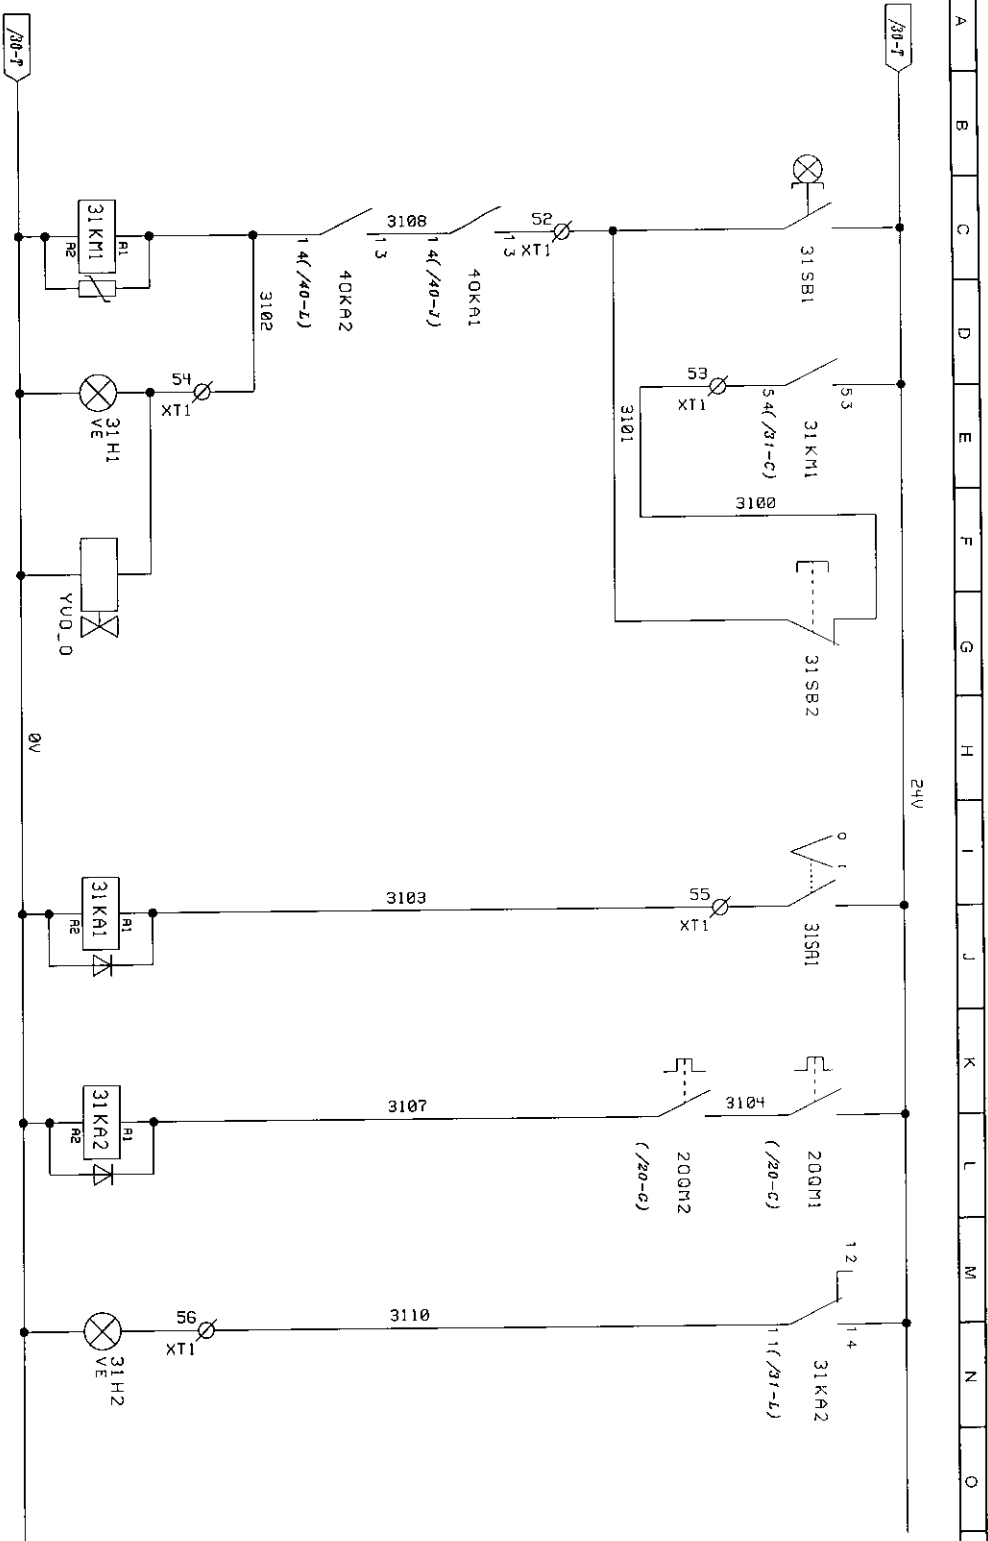 A
B
C
D
E
F
G
H
I
J
K
L
M
N
O
/30-T
/30-T
24V
0V
31SB1
52
XT1
13
40KA1
14(/40-J)
3108
13
40KA2
14(/40-L)
3102
31KM1
A1
A2
53
54(/31-C)
31KM1
53
XT1
3101
3100
31SB2
54
XT1
31H1
VE
0 1
31SA1
55
XT1
3103
31KA1
A1
A2
20QM1
(/20-C)
3104
20QM2
(/20-G)
3107
31KA2
A1
A2
12
14
11(/31-L)
31KA2
3110
56
XT1
31H2
VE